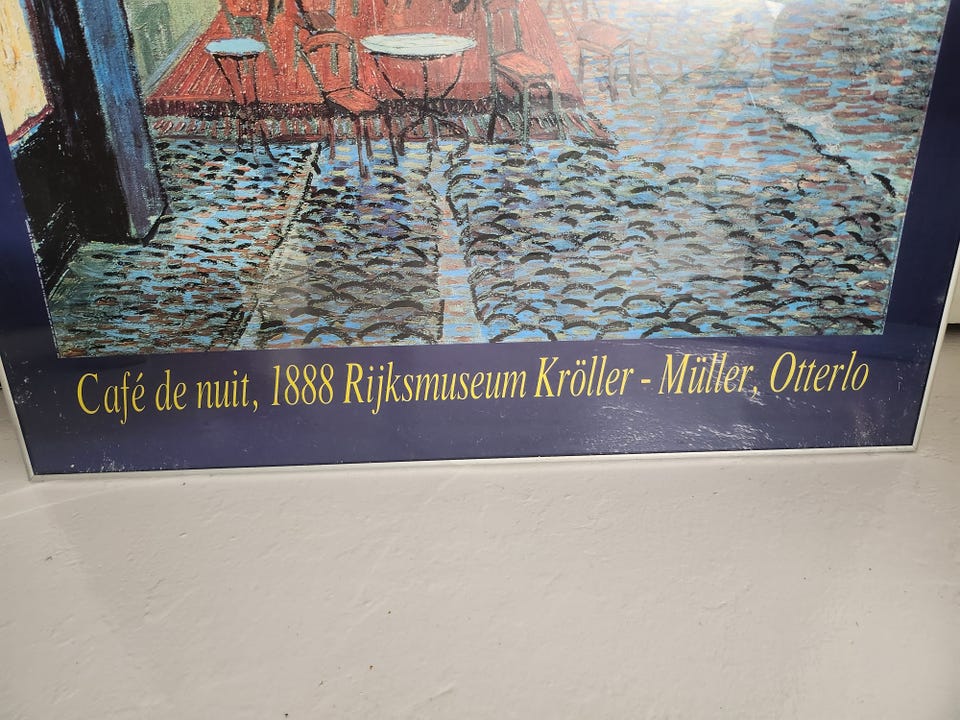 Café de nuit, 1888 Rijksmuseum Kröller - Müller, Otterlo